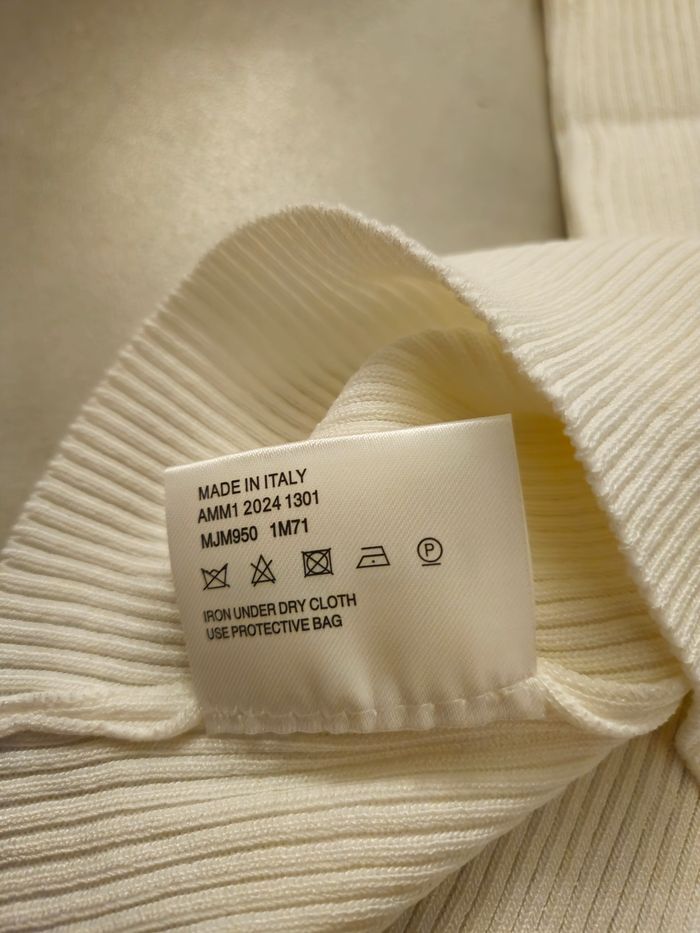 MADE IN ITALY
AMM1 2024 1301
MJM950 1M71
P
IRON UNDER DRY CLOTH
USE PROTECTIVE BAG